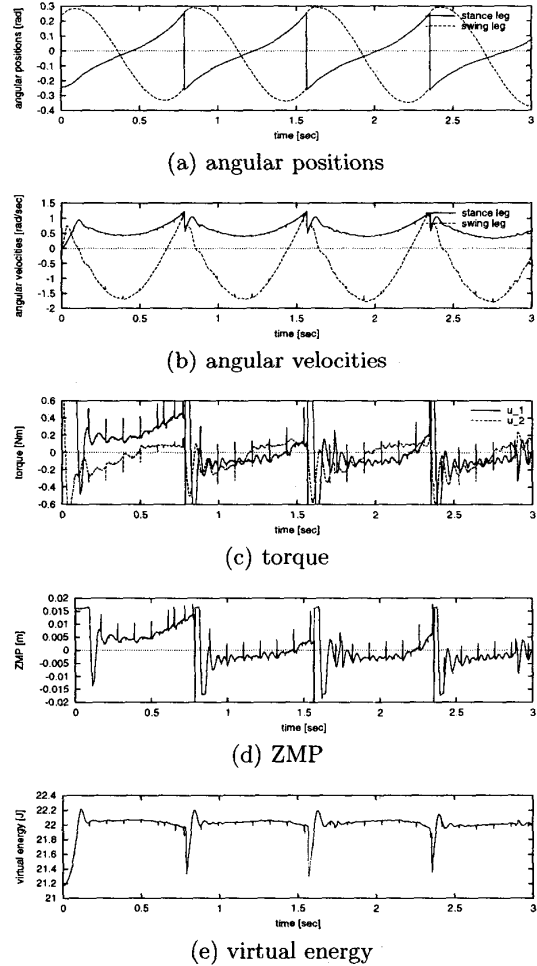 angular positions [rad]
0.3
0.2
0.1
0
-0.1
-0.2
-0.3
-0.4
stance leg
swing leg
0 0.5 1 1.5 2 2.5 3
time [sec]
(a) angular positions
angular velocities [rad/sec]
1.5
1
0.5
0
-0.5
-1
-1.5
-2
stance leg
swing leg
0 0.5 1 1.5 2 2.5 3
time [sec]
(b) angular velocities
torque [Nm]
0.6
0.4
0.2
0
-0.2
-0.4
-0.6
u_1
u_2
0 0.5 1 1.5 2 2.5 3
time [sec]
(c) torque
ZMP [m]
0.02
0.015
0.01
0.005
0
-0.005
-0.01
-0.015
-0.02
0 0.5 1 1.5 2 2.5 3
time [sec]
(d) ZMP
virtual energy [J]
22.4
22.2
22
21.8
21.6
21.4
21.2
21
0 0.5 1 1.5 2 2.5 3
time [sec]
(e) virtual energy